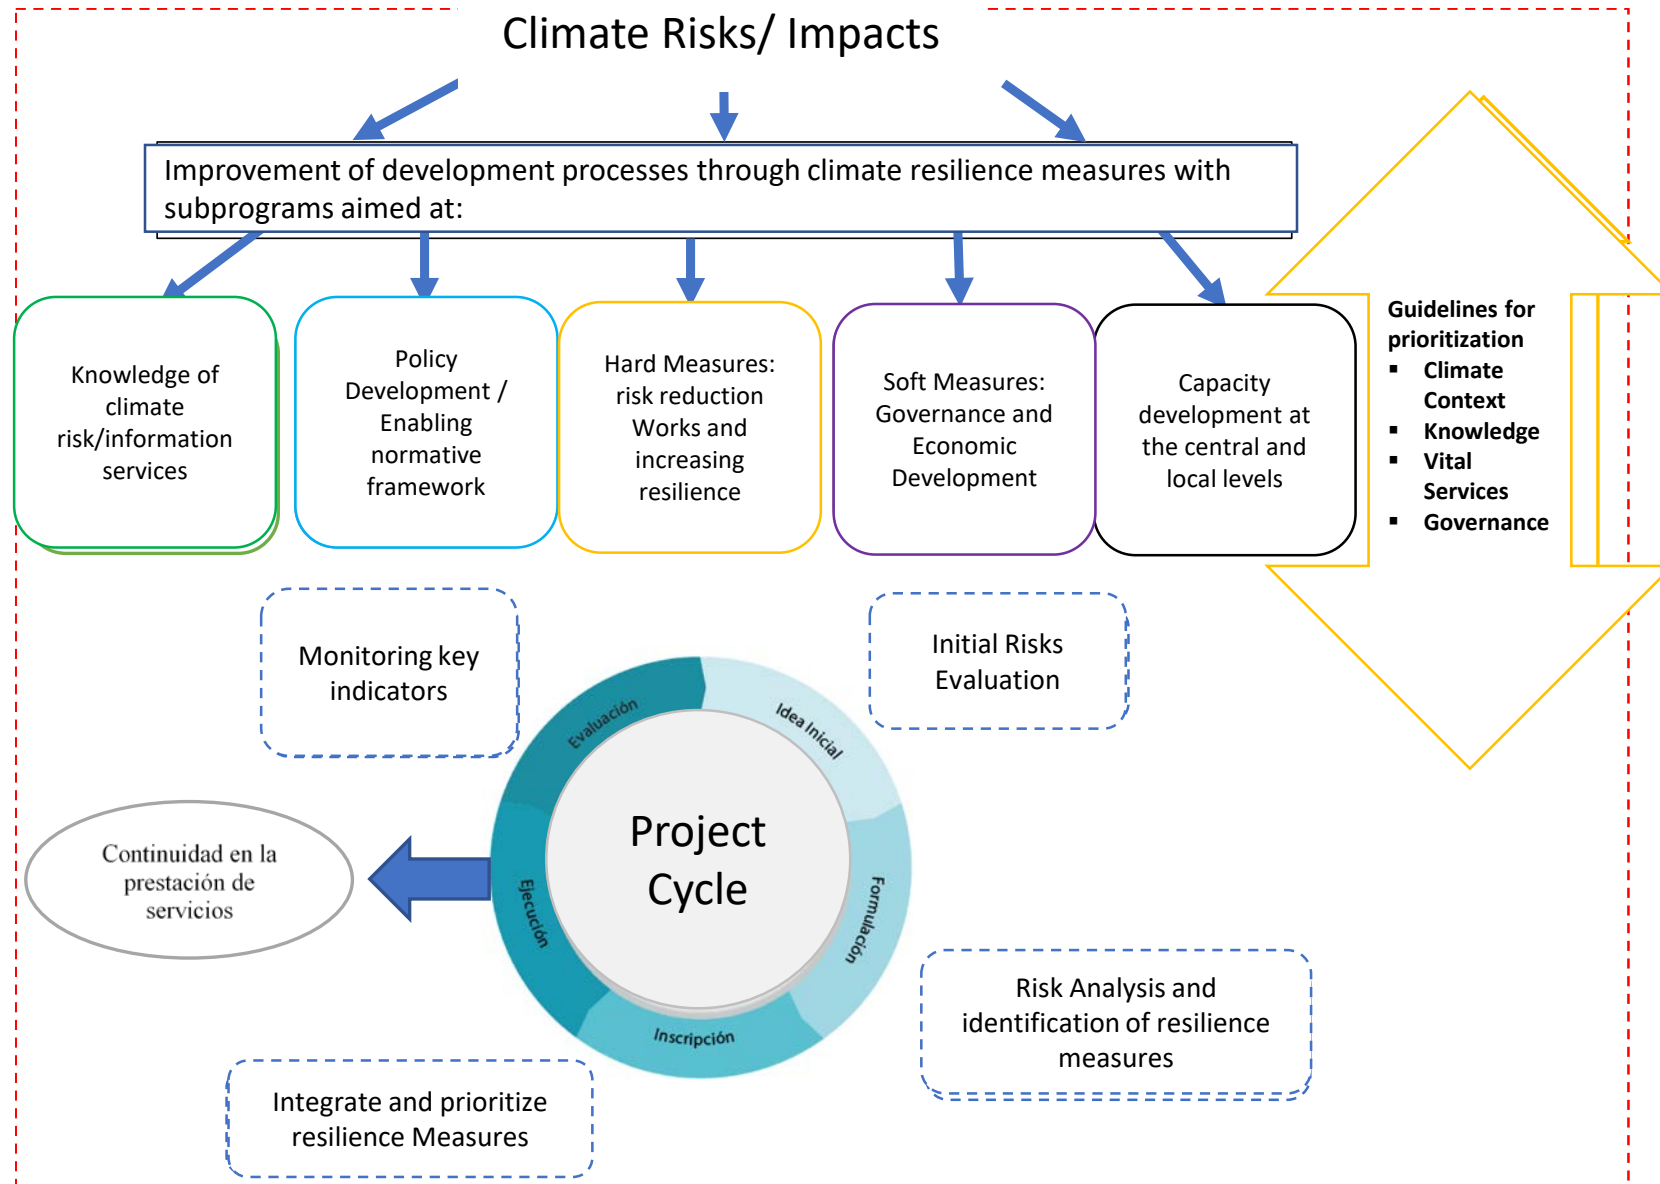 Climate Risks/ Impacts
Improvement of development processes through climate resilience measures with
subprograms aimed at:
Knowledge of
climate
risk/information
services
Policy
Development /
Enabling
normative
framework
Hard Measures:
risk reduction
Works and
increasing
resilience
Soft Measures:
Governance and
Economic
Development
Capacity
development at
the central and
local levels
Guidelines for
prioritization
▪ Climate
Context
▪ Knowledge
▪ Vital
Services
▪ Governance
Monitoring key
indicators
Initial Risks
Evaluation
Evaluación
Idea Inicial
Project
Cycle
Formulación
Ejecución
Inscripción
Continuidad en la
prestación de
servicios
Risk Analysis and
identification of resilience
measures
Integrate and prioritize
resilience Measures